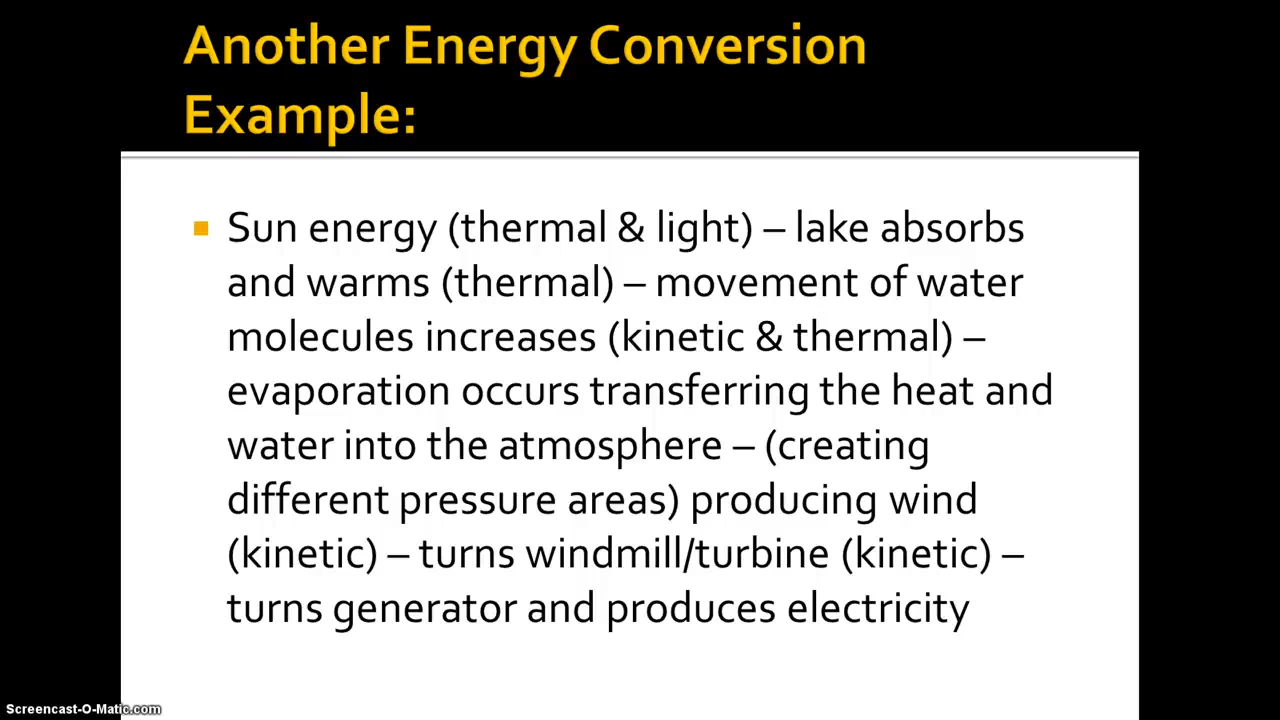 Another Energy Conversion
Example:
Sun energy (thermal & light) – lake absorbs
and warms (thermal) – movement of water
molecules increases (kinetic & thermal) –
evaporation occurs transferring the heat and
water into the atmosphere – (creating
different pressure areas) producing wind
(kinetic) – turns windmill/turbine (kinetic) –
turns generator and produces electricity
Screencast-O-Matic.com